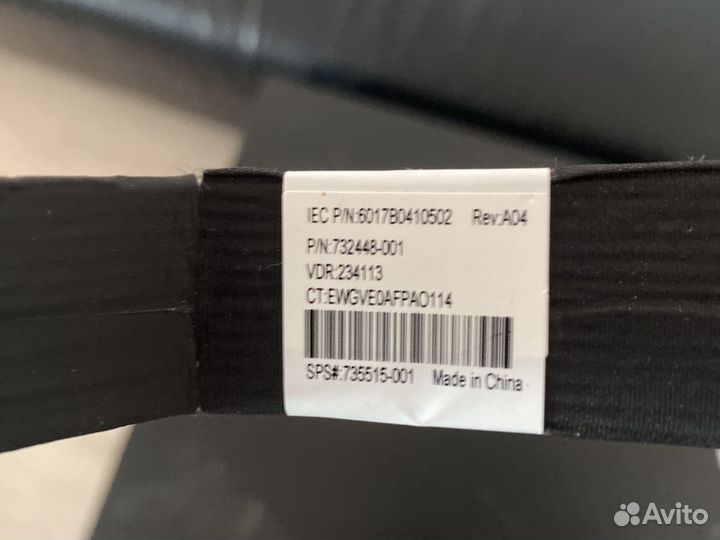 IEC P/N:6017B0410502 Rev:A04
P/N:732448-001
VDR:234113
CT:EWGVE0AFPAO114
SPS#:735515-001 Made in China
Avito